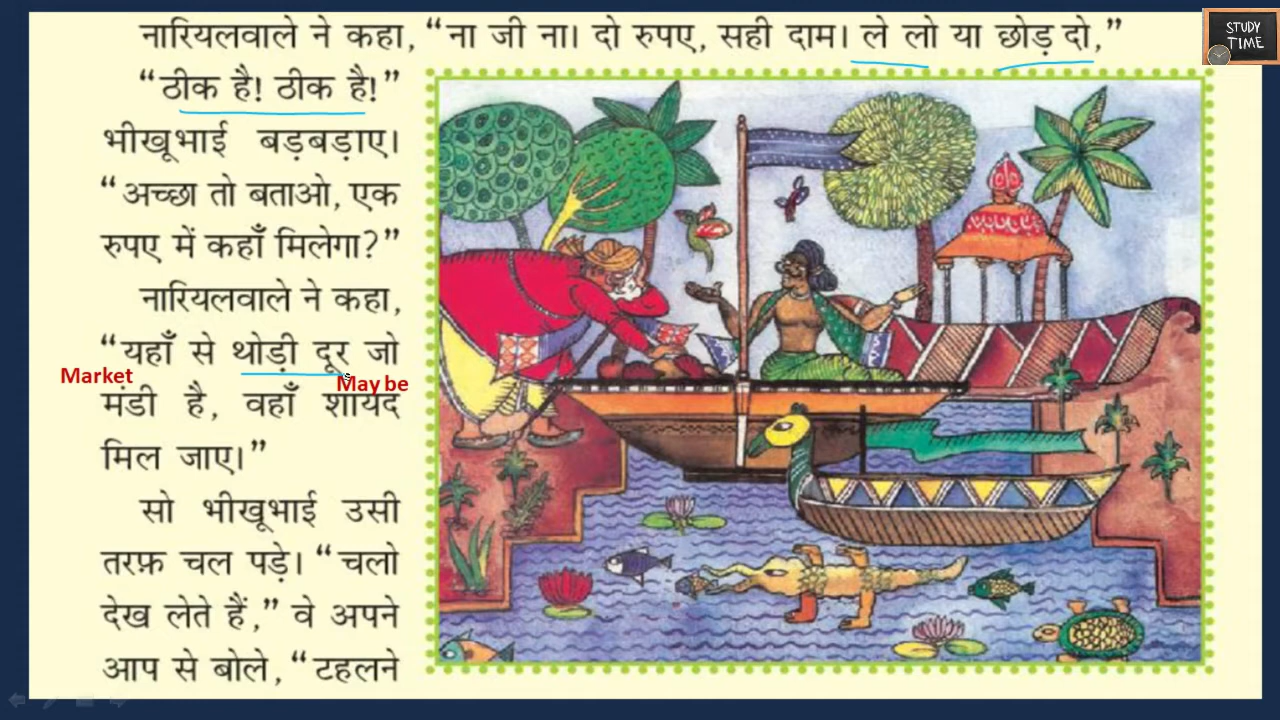 नारियलवाले ने कहा, “ना जी ना। दो रुपए, सही दाम। ले लो या छोड़ दो,”
“ठीक है! ठीक है!”
भीखूभाई बड़बड़ाए।
“अच्छा तो बताओ, एक
रुपए में कहाँ मिलेगा?”
नारियलवाले ने कहा,
“यहाँ से थोड़ी दूर जो
Market
May be
मंडी है, वहाँ शायद
मिल जाए।”
सो भीखूभाई उसी
तरफ़ चल पड़े। “चलो
देख लेते हैं,” वे अपने
आप से बोले, “टहलने
STUDY
TIME